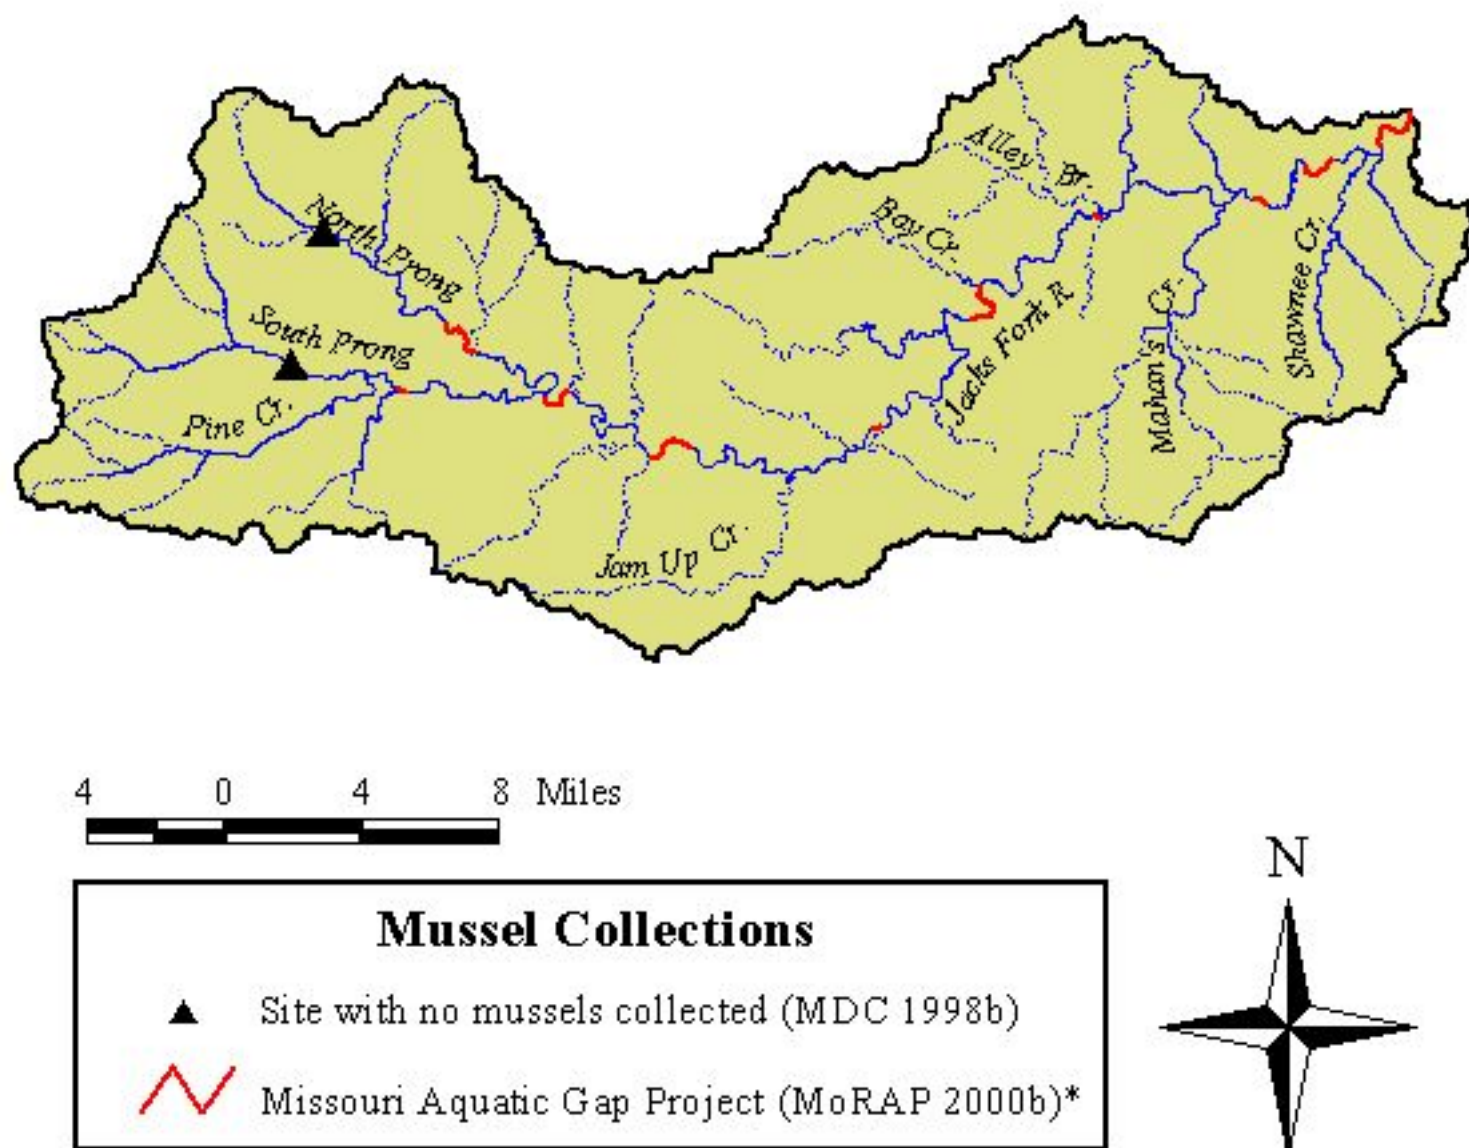 Alley Br.
Bay Cr.
North Prong
South Prong
Pine Cr.
Jacks Fork R
Mahan's Cr.
Shawnee Cr.
Jam Up Cr.
4 0 4 8 Miles
N
Mussel Collections
Site with no mussels collected (MDC 1998b)
Missouri Aquatic Gap Project (MoRAP 2000b)*